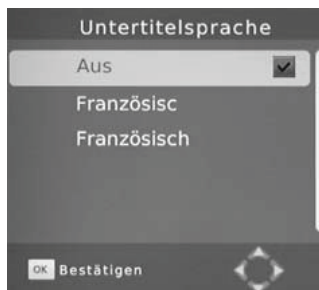 Untertitelsprache
Aus
Französisc
Französisch
OK Bestätigen